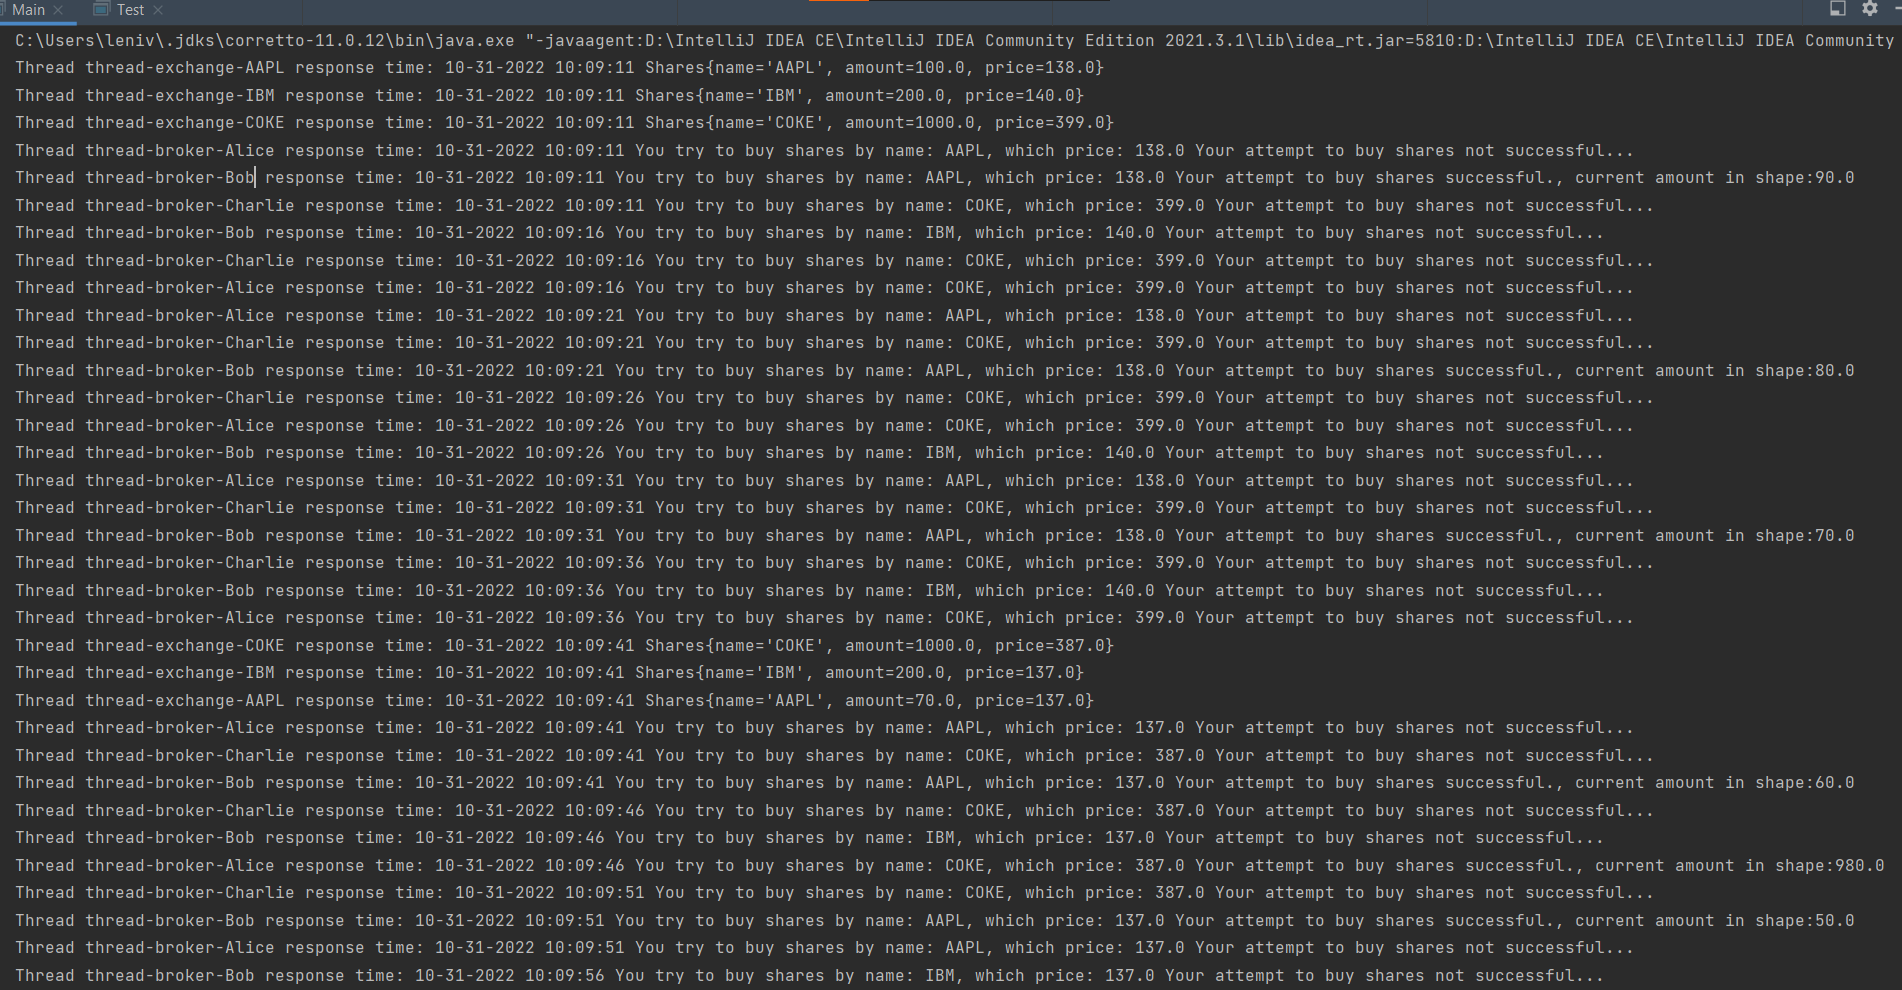 Main Test
C:\Users\leniv\.jdks\corretto-11.0.12\bin\java.exe "-javaagent:D:\IntelliJ IDEA CE\IntelliJ IDEA Community Edition 2021.3.1\lib\idea_rt.jar=5810:D:\IntelliJ IDEA CE\IntelliJ IDEA Community
Thread thread-exchange-AAPL response time: 10-31-2022 10:09:11 Shares{name='AAPL', amount=100.0, price=138.0}
Thread thread-exchange-IBM response time: 10-31-2022 10:09:11 Shares{name='IBM', amount=200.0, price=140.0}
Thread thread-exchange-COKE response time: 10-31-2022 10:09:11 Shares{name='COKE', amount=1000.0, price=399.0}
Thread thread-broker-Alice response time: 10-31-2022 10:09:11 You try to buy shares by name: AAPL, which price: 138.0 Your attempt to buy shares not successful...
Thread thread-broker-Bob response time: 10-31-2022 10:09:11 You try to buy shares by name: AAPL, which price: 138.0 Your attempt to buy shares successful., current amount in shape:90.0
Thread thread-broker-Charlie response time: 10-31-2022 10:09:11 You try to buy shares by name: COKE, which price: 399.0 Your attempt to buy shares not successful...
Thread thread-broker-Bob response time: 10-31-2022 10:09:16 You try to buy shares by name: IBM, which price: 140.0 Your attempt to buy shares not successful...
Thread thread-broker-Charlie response time: 10-31-2022 10:09:16 You try to buy shares by name: COKE, which price: 399.0 Your attempt to buy shares not successful...
Thread thread-broker-Alice response time: 10-31-2022 10:09:16 You try to buy shares by name: COKE, which price: 399.0 Your attempt to buy shares not successful...
Thread thread-broker-Alice response time: 10-31-2022 10:09:21 You try to buy shares by name: AAPL, which price: 138.0 Your attempt to buy shares not successful...
Thread thread-broker-Charlie response time: 10-31-2022 10:09:21 You try to buy shares by name: COKE, which price: 399.0 Your attempt to buy shares not successful...
Thread thread-broker-Bob response time: 10-31-2022 10:09:21 You try to buy shares by name: AAPL, which price: 138.0 Your attempt to buy shares successful., current amount in shape:80.0
Thread thread-broker-Charlie response time: 10-31-2022 10:09:26 You try to buy shares by name: COKE, which price: 399.0 Your attempt to buy shares not successful...
Thread thread-broker-Alice response time: 10-31-2022 10:09:26 You try to buy shares by name: COKE, which price: 399.0 Your attempt to buy shares not successful...
Thread thread-broker-Bob response time: 10-31-2022 10:09:26 You try to buy shares by name: IBM, which price: 140.0 Your attempt to buy shares not successful...
Thread thread-broker-Alice response time: 10-31-2022 10:09:31 You try to buy shares by name: AAPL, which price: 138.0 Your attempt to buy shares not successful...
Thread thread-broker-Charlie response time: 10-31-2022 10:09:31 You try to buy shares by name: COKE, which price: 399.0 Your attempt to buy shares not successful...
Thread thread-broker-Bob response time: 10-31-2022 10:09:31 You try to buy shares by name: AAPL, which price: 138.0 Your attempt to buy shares successful., current amount in shape:70.0
Thread thread-broker-Charlie response time: 10-31-2022 10:09:36 You try to buy shares by name: COKE, which price: 399.0 Your attempt to buy shares not successful...
Thread thread-broker-Bob response time: 10-31-2022 10:09:36 You try to buy shares by name: IBM, which price: 140.0 Your attempt to buy shares not successful...
Thread thread-broker-Alice response time: 10-31-2022 10:09:36 You try to buy shares by name: COKE, which price: 399.0 Your attempt to buy shares not successful...
Thread thread-exchange-COKE response time: 10-31-2022 10:09:41 Shares{name='COKE', amount=1000.0, price=387.0}
Thread thread-exchange-IBM response time: 10-31-2022 10:09:41 Shares{name='IBM', amount=200.0, price=137.0}
Thread thread-exchange-AAPL response time: 10-31-2022 10:09:41 Shares{name='AAPL', amount=70.0, price=137.0}
Thread thread-broker-Alice response time: 10-31-2022 10:09:41 You try to buy shares by name: AAPL, which price: 137.0 Your attempt to buy shares not successful...
Thread thread-broker-Charlie response time: 10-31-2022 10:09:41 You try to buy shares by name: COKE, which price: 387.0 Your attempt to buy shares not successful...
Thread thread-broker-Bob response time: 10-31-2022 10:09:41 You try to buy shares by name: AAPL, which price: 137.0 Your attempt to buy shares successful., current amount in shape:60.0
Thread thread-broker-Charlie response time: 10-31-2022 10:09:46 You try to buy shares by name: COKE, which price: 387.0 Your attempt to buy shares not successful...
Thread thread-broker-Bob response time: 10-31-2022 10:09:46 You try to buy shares by name: IBM, which price: 137.0 Your attempt to buy shares not successful...
Thread thread-broker-Alice response time: 10-31-2022 10:09:46 You try to buy shares by name: COKE, which price: 387.0 Your attempt to buy shares successful., current amount in shape:980.0
Thread thread-broker-Charlie response time: 10-31-2022 10:09:51 You try to buy shares by name: COKE, which price: 387.0 Your attempt to buy shares not successful...
Thread thread-broker-Bob response time: 10-31-2022 10:09:51 You try to buy shares by name: AAPL, which price: 137.0 Your attempt to buy shares successful., current amount in shape:50.0
Thread thread-broker-Alice response time: 10-31-2022 10:09:51 You try to buy shares by name: AAPL, which price: 137.0 Your attempt to buy shares not successful...
Thread thread-broker-Bob response time: 10-31-2022 10:09:56 You try to buy shares by name: IBM, which price: 137.0 Your attempt to buy shares not successful...